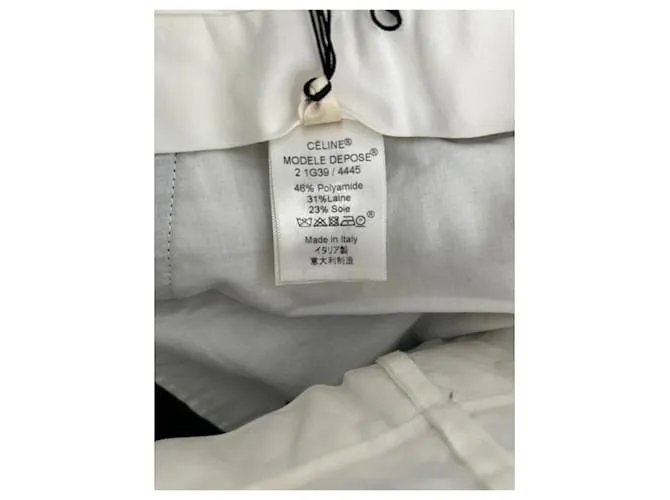 CÉLINE®
MODELE DEPOSE®
2 1G39 / 4445
46% Polyamide
31%Laine
23% Soie
®
Made in Italy
イタリア製
意大利制造